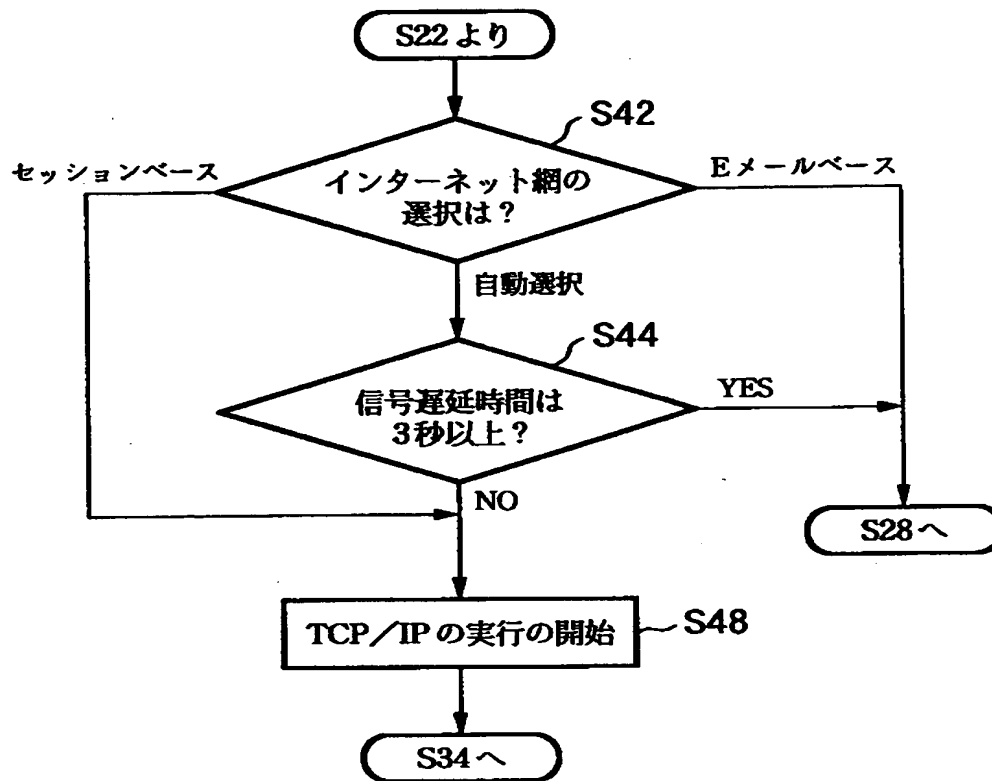 S22より
S42
セッションベース
Eメールベース
インターネット網の
選択は？
自動選択
S44
信号遅延時間は
3秒以上？
YES
NO
S28へ
TCP／IPの実行の開始
S48
S34へ